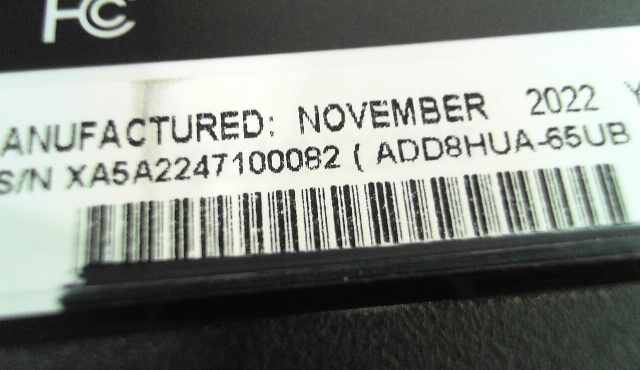 FC
ANUFACTURED: NOVEMBER 2022 Y
S/N XA5A2247100082 ( ADD8HUA-65UB